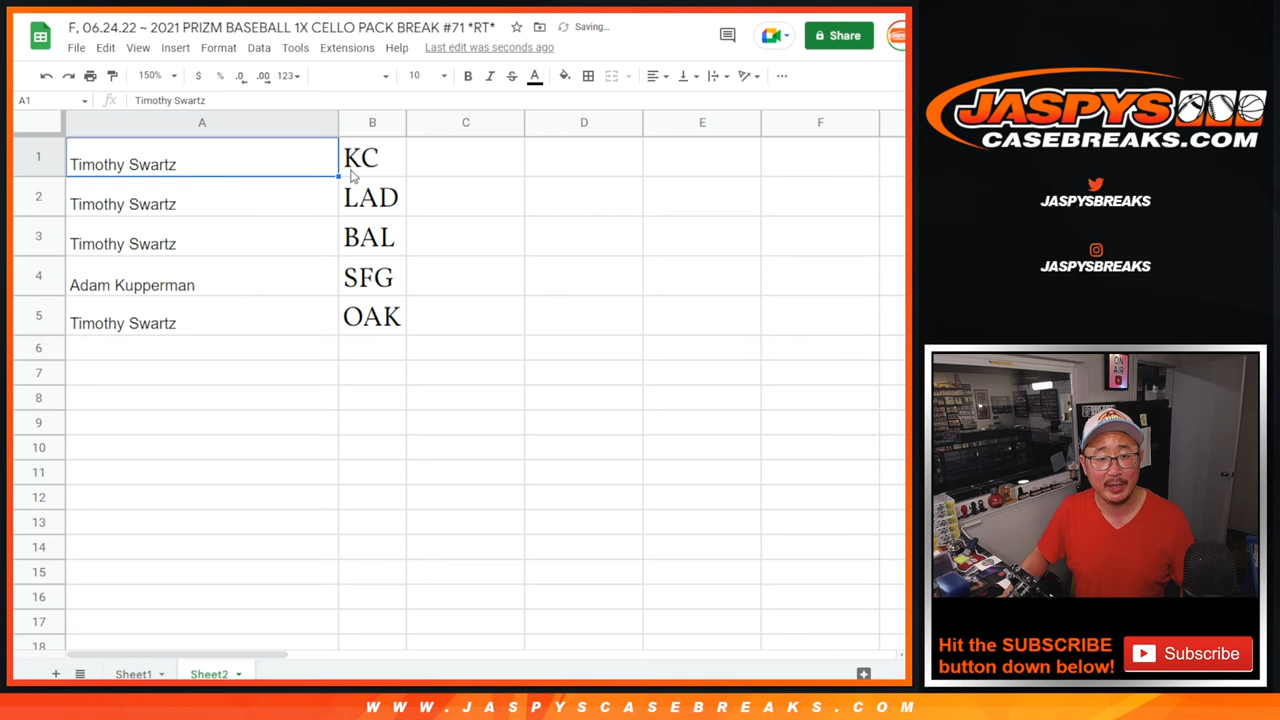 F, 06.24.22 ~ 2021 PRIZM BASEBALL 1X CELLO PACK BREAK #71 *RT*
Saving...
File Edit View Insert Format Data Tools Extensions Help Last edit was seconds ago
Share
150% $ % .0 .00 123 10 B I S A
A1 fx Timothy Swartz
A B C D E F
1 Timothy Swartz KC
2 Timothy Swartz LAD
3 Timothy Swartz BAL
4 Adam Kupperman SFG
5 Timothy Swartz OAK
6
7
8
9
10
11
12
13
14
15
16
17
18
Sheet1 Sheet2
JASPYS
CASEBREAKS.COM
JASPYSBREAKS
JASPYSBREAKS
ON
AIR
Hit the SUBSCRIBE
button down below!
Subscribe
WWW.JASPYSCASEBREAKS.COM